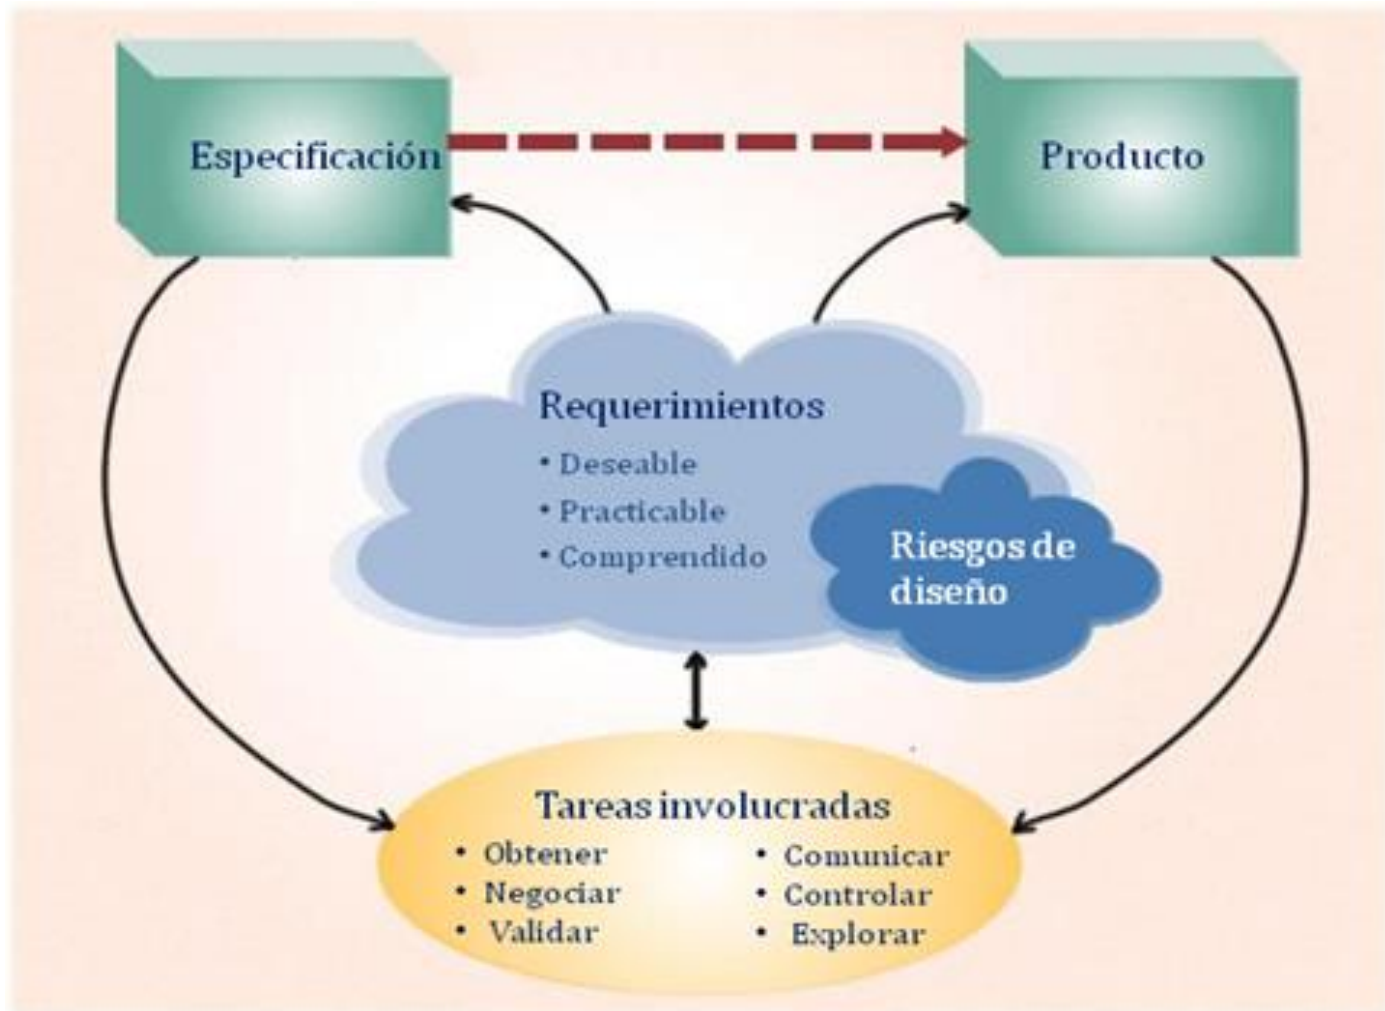 Especificación
Producto
Requerimientos
• Deseable
• Practicable
• Comprendido
Riesgos de
diseño
Tareas involucradas
• Obtener
• Negociar
• Validar
• Comunicar
• Controlar
• Explorar